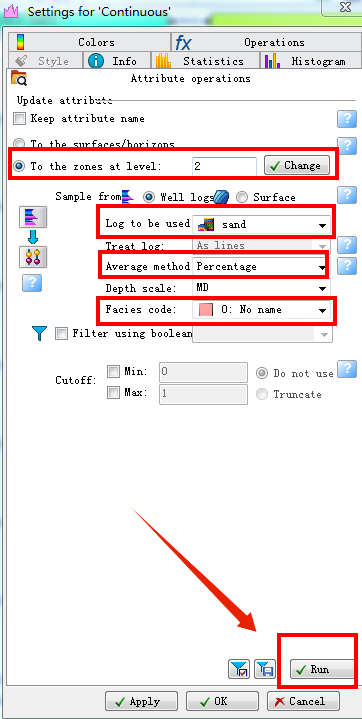 Settings for 'Continuous'
Colors fx Operations
Style Info Statistics Histogram
Attribute operations
Update attribute
Keep attribute name
To the surfaces/horizons
To the zones at level: 2 Change
Sample from: Well logs Surface
Log to be used sand
Treat log: As lines
Average method Percentage
Depth scale: MD
Facies code: 0: No name
Filter using boolean
Cutoff: Min: 0 Do not use
Max: 1 Truncate
Run
Apply OK Cancel